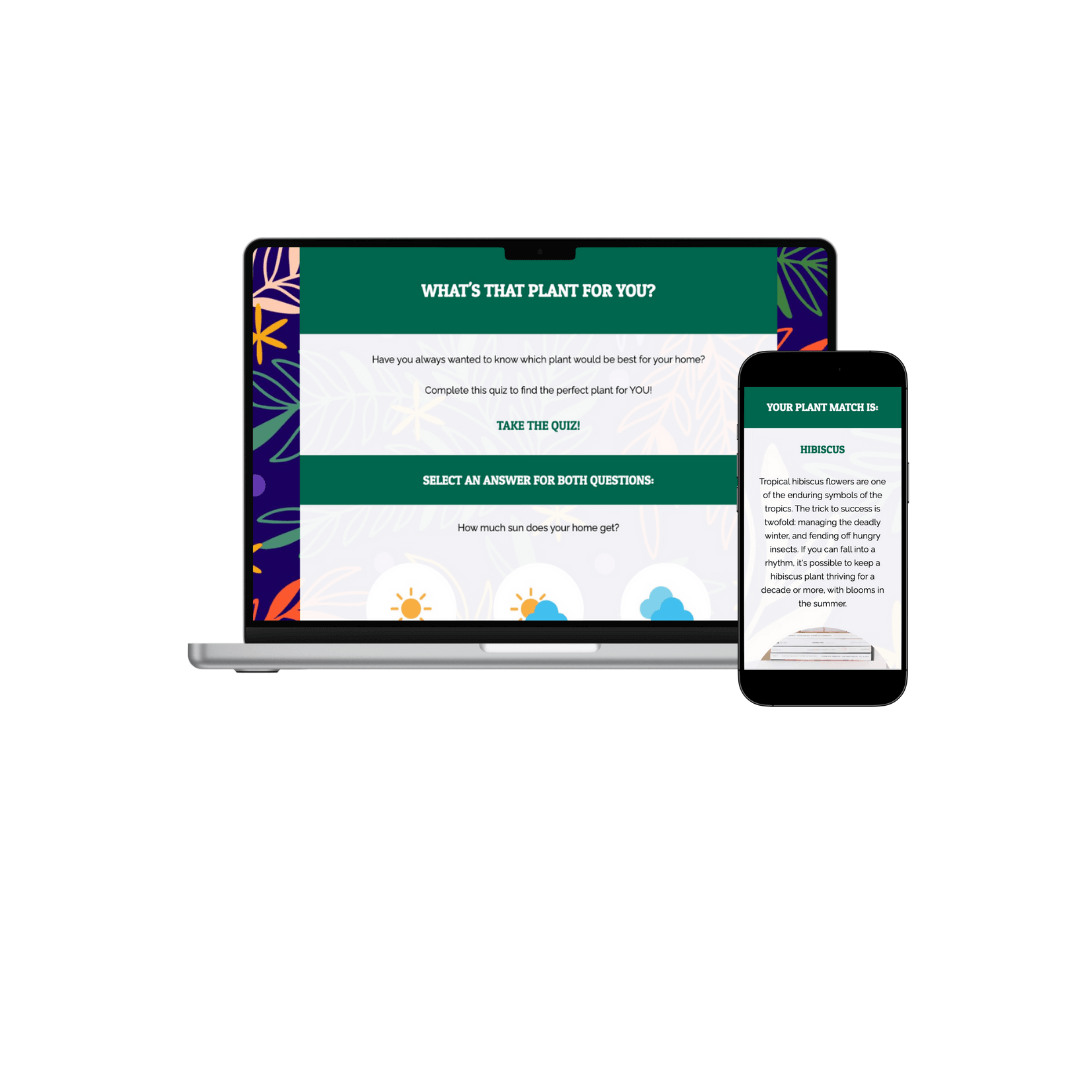 WHAT'S THAT PLANT FOR YOU?
Have you always wanted to know which plant would be best for your home?
Complete this quiz to find the perfect plant for YOU!
TAKE THE QUIZ!
SELECT AN ANSWER FOR BOTH QUESTIONS:
How much sun does your home get?
YOUR PLANT MATCH IS:
HIBISCUS
Tropical hibiscus flowers are one
of the enduring symbols of the
tropics. The trick to success is
twofold: managing the deadly
winter, and fending off hungry
insects. If you can fall into a
rhythm, it's possible to keep a
hibiscus plant thriving for a
decade or more, with blooms in
the summer.